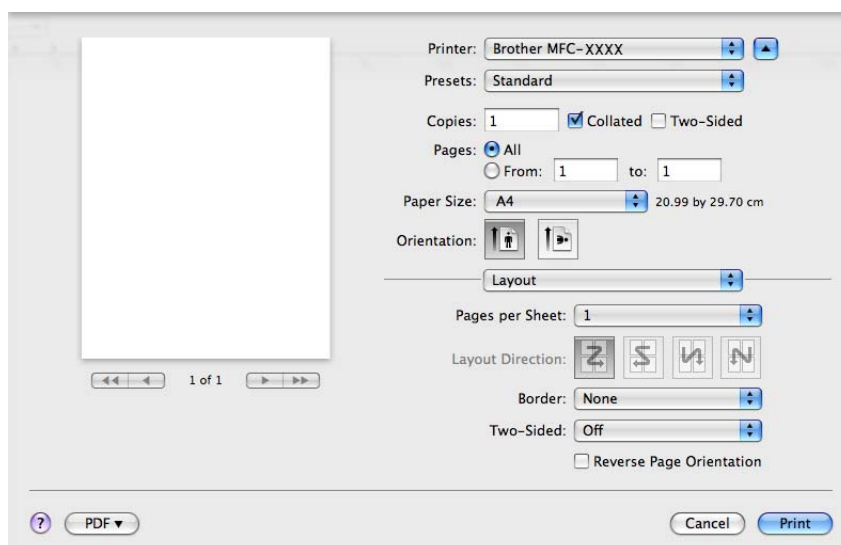 Printer: Brother MFC-XXXX
Presets: Standard
Copies: 1 Collated Two-Sided
Pages: All
From: 1 to: 1
Paper Size: A4 20.99 by 29.70 cm
Orientation:
Layout
Pages per Sheet: 1
Layout Direction:
1 of 1
Border: None
Two-Sided: Off
Reverse Page Orientation
? PDF Cancel Print